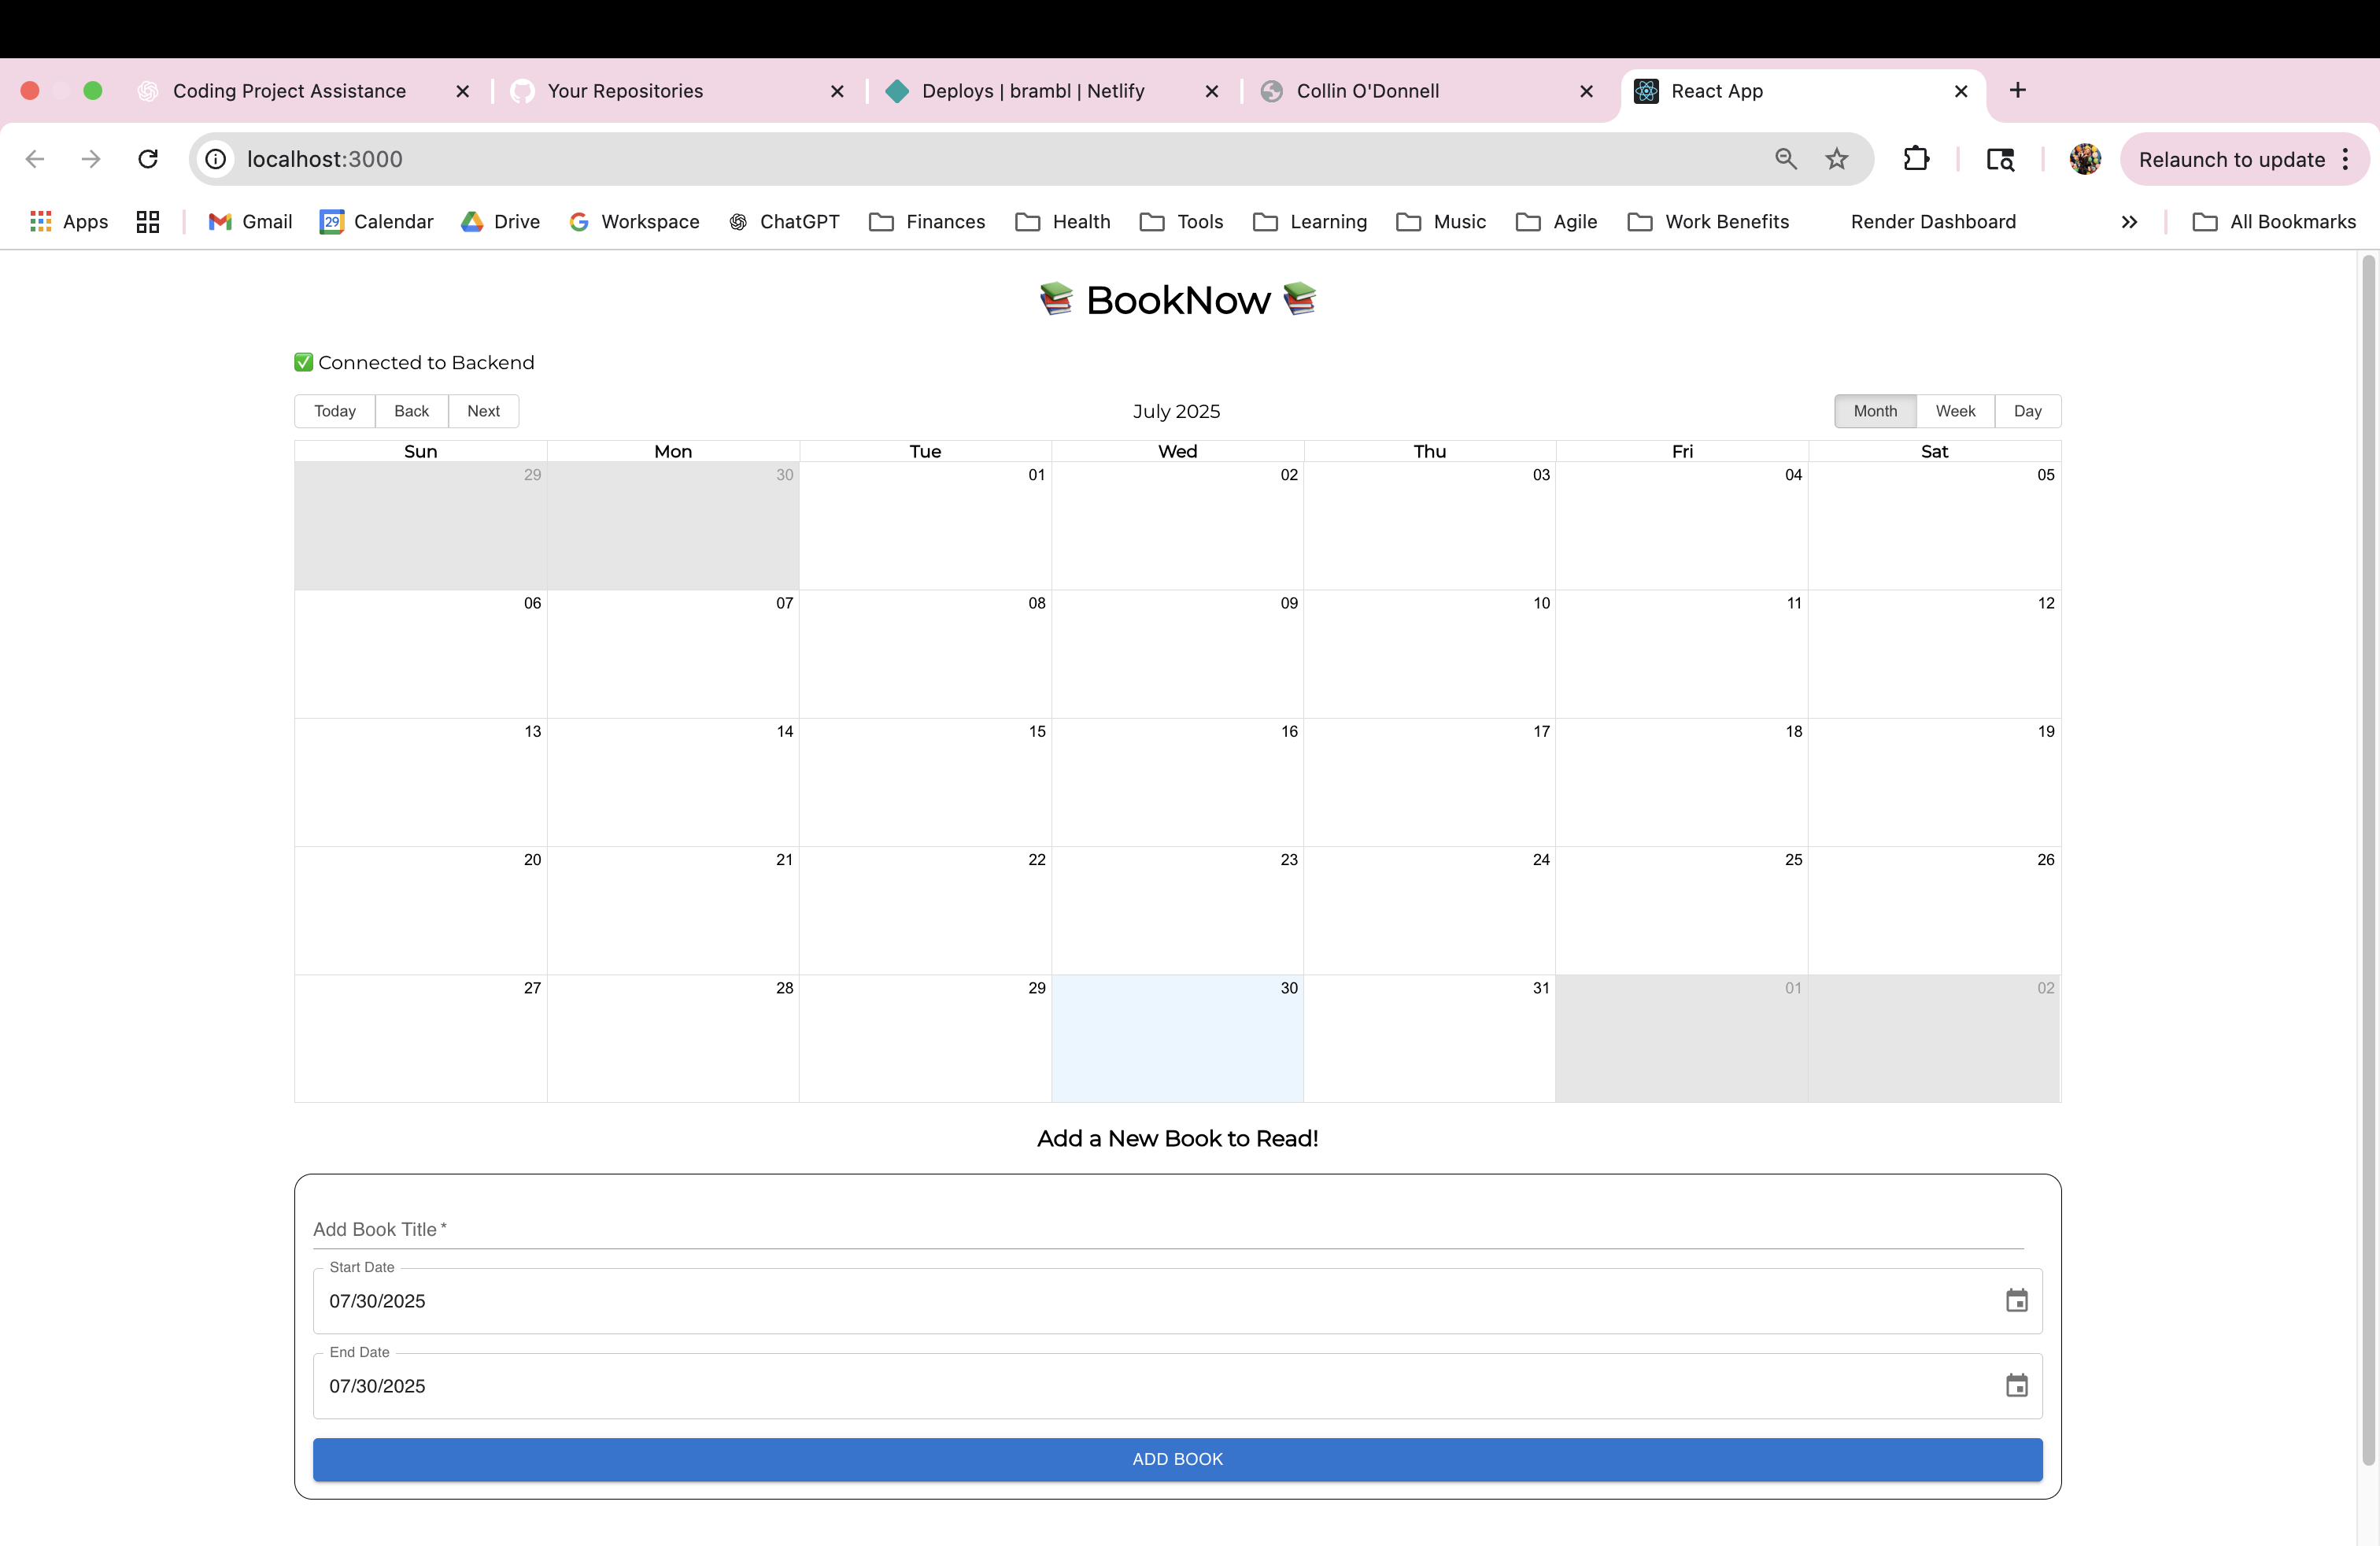 Coding Project Assistance
Your Repositories
Deploys | brambl | Netlify
Collin O'Donnell
React App
localhost:3000
Relaunch to update
Apps
Gmail
29 Calendar
Drive
Workspace
ChatGPT
Finances
Health
Tools
Learning
Music
Agile
Work Benefits
Render Dashboard
All Bookmarks
📚 BookNow 📚
✅ Connected to Backend
Today Back Next
July 2025
Month Week Day
Sun Mon Tue Wed Thu Fri Sat
29 30 01 02 03 04 05
06 07 08 09 10 11 12
13 14 15 16 17 18 19
20 21 22 23 24 25 26
27 28 29 30 31 01 02
Add a New Book to Read!
Add Book Title *
Start Date
07/30/2025
End Date
07/30/2025
ADD BOOK